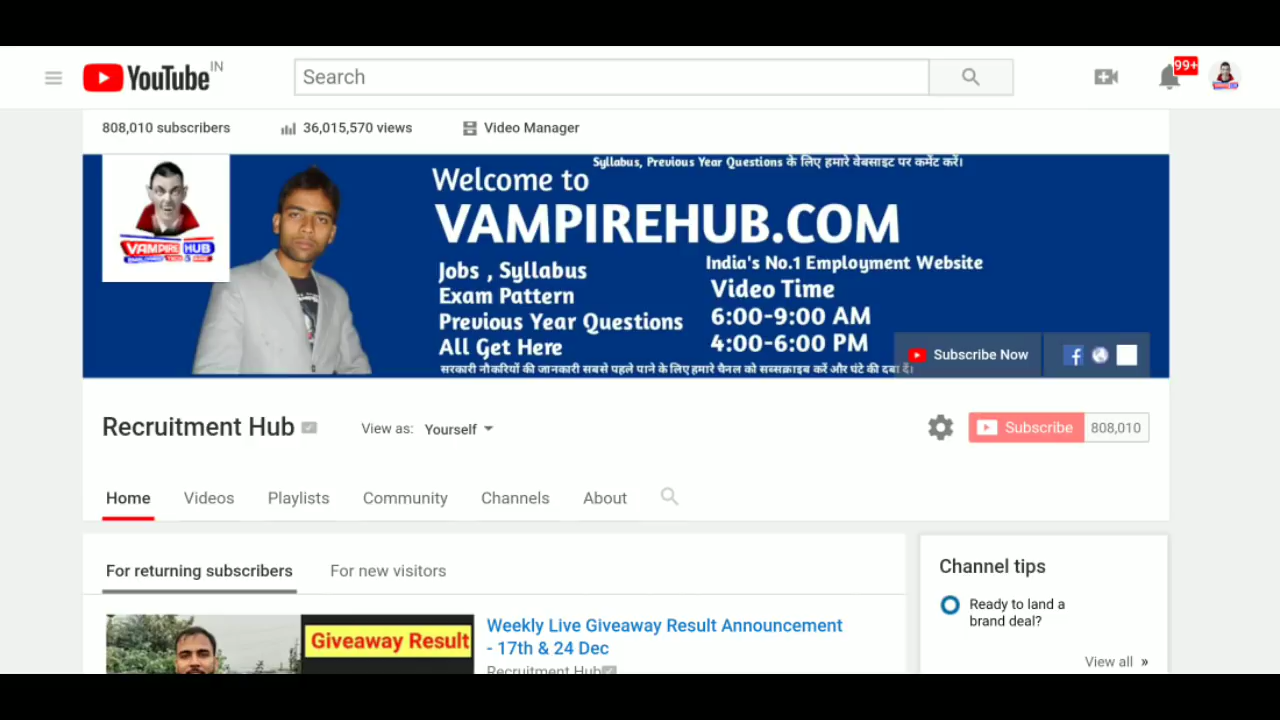 YouTube IN
Search
99+
808,010 subscribers
36,015,570 views
Video Manager
Syllabus, Previous Year Questions के लिए हमारे वेबसाइट पर कमेंट करें।
Welcome to
VAMPIREHUB.COM
VAMPIRE HUB
Jobs , Syllabus
Exam Pattern
Previous Year Questions
All Get Here
India's No.1 Employment Website
Video Time
6:00-9:00 AM
4:00-6:00 PM
Subscribe Now
सरकारी नौकरियों की जानकारी सबसे पहले पाने के लिए हमारे चैनल को सब्सक्राइब करें और घंटे की दबा दें।
Recruitment Hub
View as: Yourself
Subscribe 808,010
Home
Videos
Playlists
Community
Channels
About
For returning subscribers
For new visitors
Giveaway Result
Weekly Live Giveaway Result Announcement
- 17th & 24 Dec
Recruitment Hub
Channel tips
Ready to land a
brand deal?
View all »